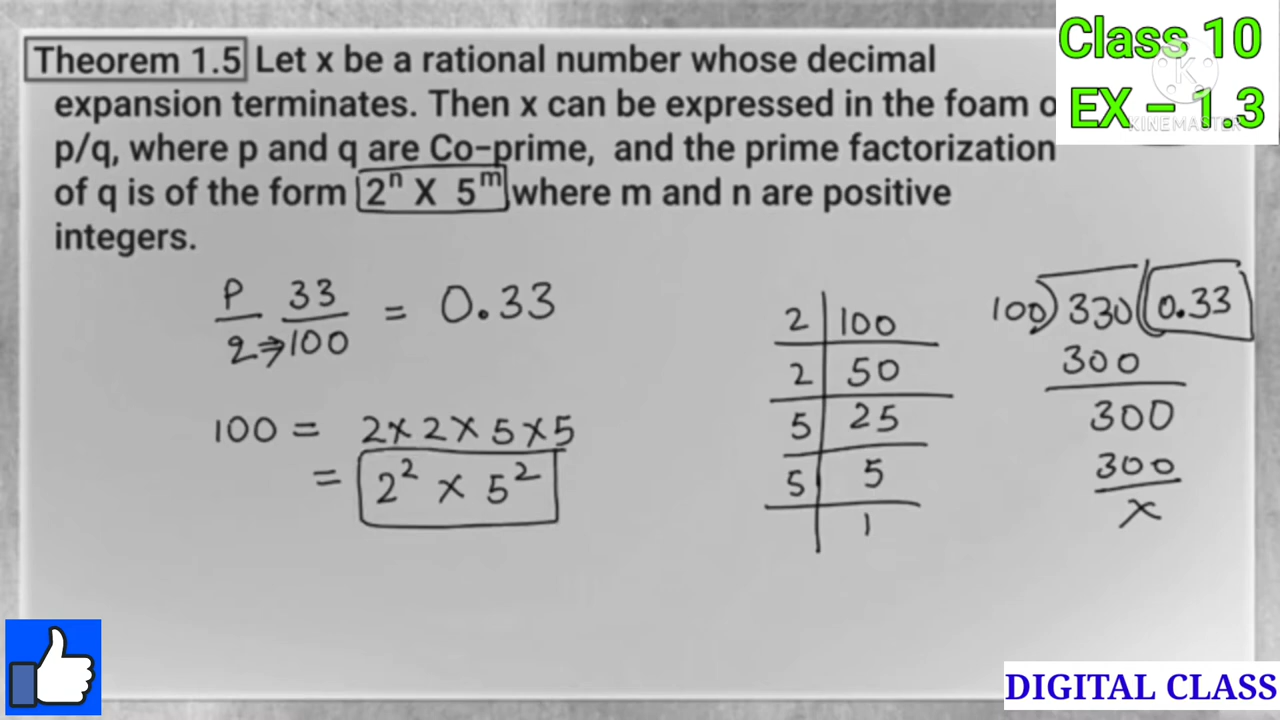 Class 10
EX – 1.3
KINEMASTER
Theorem 1.5 Let x be a rational number whose decimal
expansion terminates. Then x can be expressed in the foam o
p/q, where p and q are Co-prime, and the prime factorization
of q is of the form 2ⁿ X 5ᵐ where m and n are positive
integers.
P/2 ⇒ 33/100 = 0.33
100 = 2×2×5×5
= 2² × 5²
2 | 100
2 | 50
5 | 25
5 | 5
| 1
100)330(0.33
300
300
300
x
DIGITAL CLASS